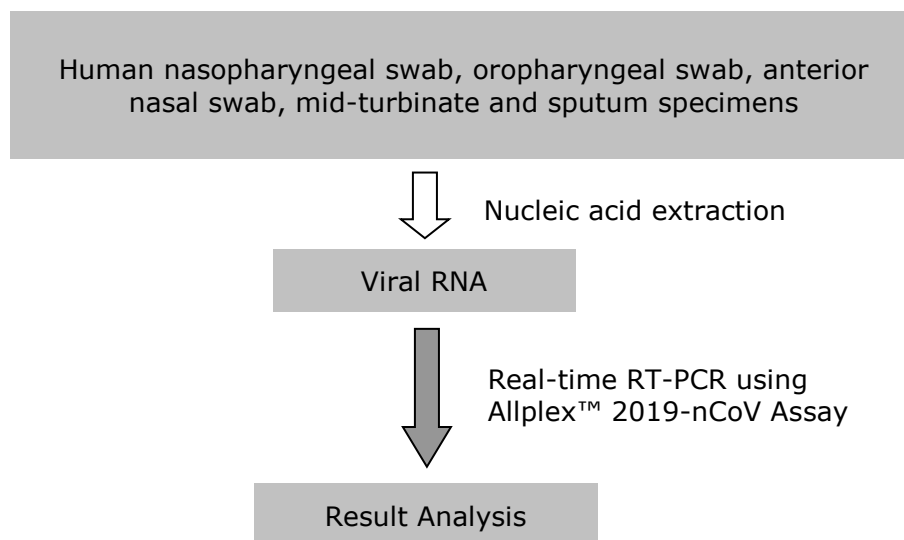 Human nasopharyngeal swab, oropharyngeal swab, anterior
nasal swab, mid-turbinate and sputum specimens
Nucleic acid extraction
Viral RNA
Real-time RT-PCR using
Allplex™ 2019-nCoV Assay
Result Analysis